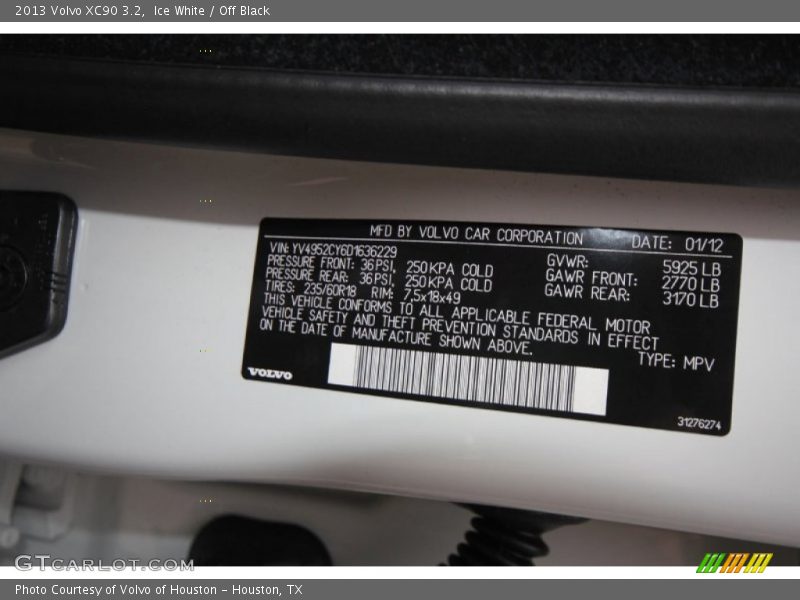 2013 Volvo XC90 3.2, Ice White / Off Black
MFD BY VOLVO CAR CORPORATION DATE: 01/12
VIN: YV4952CY6D1636229
PRESSURE FRONT: 36 PSI, 250 KPA COLD
PRESSURE REAR: 36 PSI, 250 KPA COLD
TIRES: 235/60R18 RIM: 7,5x18x49
GVWR: 5925 LB
GAWR FRONT: 2770 LB
GAWR REAR: 3170 LB
THIS VEHICLE CONFORMS TO ALL APPLICABLE FEDERAL MOTOR
VEHICLE SAFETY AND THEFT PREVENTION STANDARDS IN EFFECT
ON THE DATE OF MANUFACTURE SHOWN ABOVE.
TYPE: MPV
VOLVO
31276274
GTCARLOT.COM
Photo Courtesy of Volvo of Houston - Houston, TX